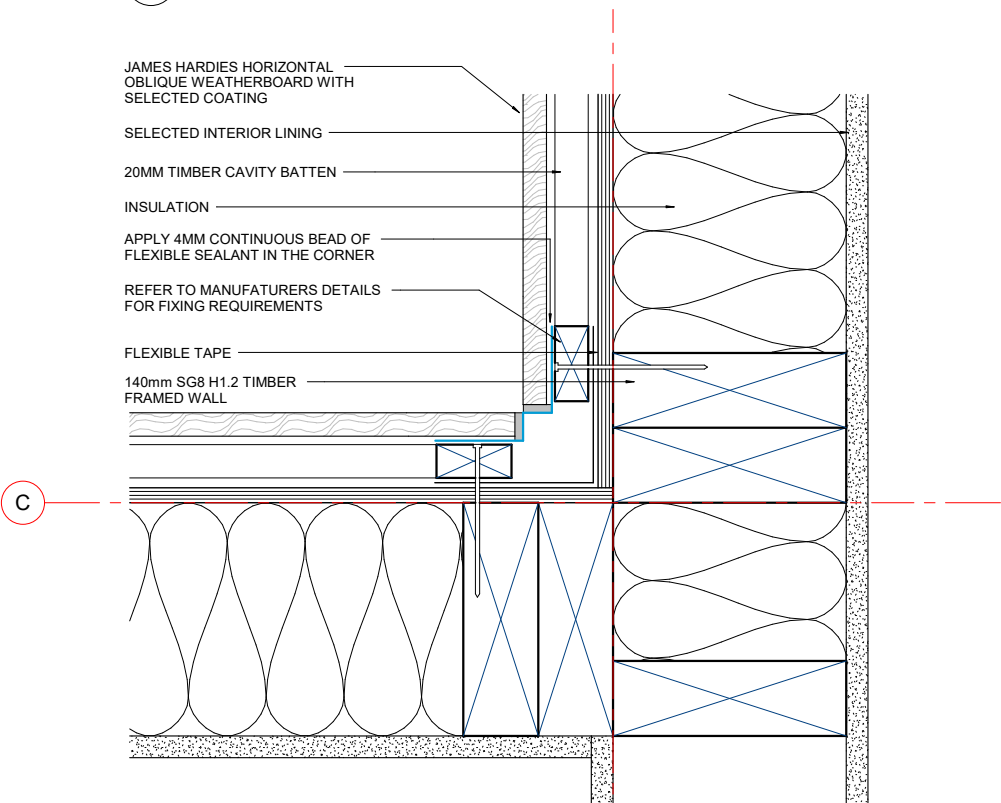 JAMES HARDIES HORIZONTAL
OBLIQUE WEATHERBOARD WITH
SELECTED COATING
SELECTED INTERIOR LINING
20MM TIMBER CAVITY BATTEN
INSULATION
APPLY 4MM CONTINUOUS BEAD OF
FLEXIBLE SEALANT IN THE CORNER
REFER TO MANUFATURERS DETAILS
FOR FIXING REQUIREMENTS
FLEXIBLE TAPE
140mm SG8 H1.2 TIMBER
FRAMED WALL
C